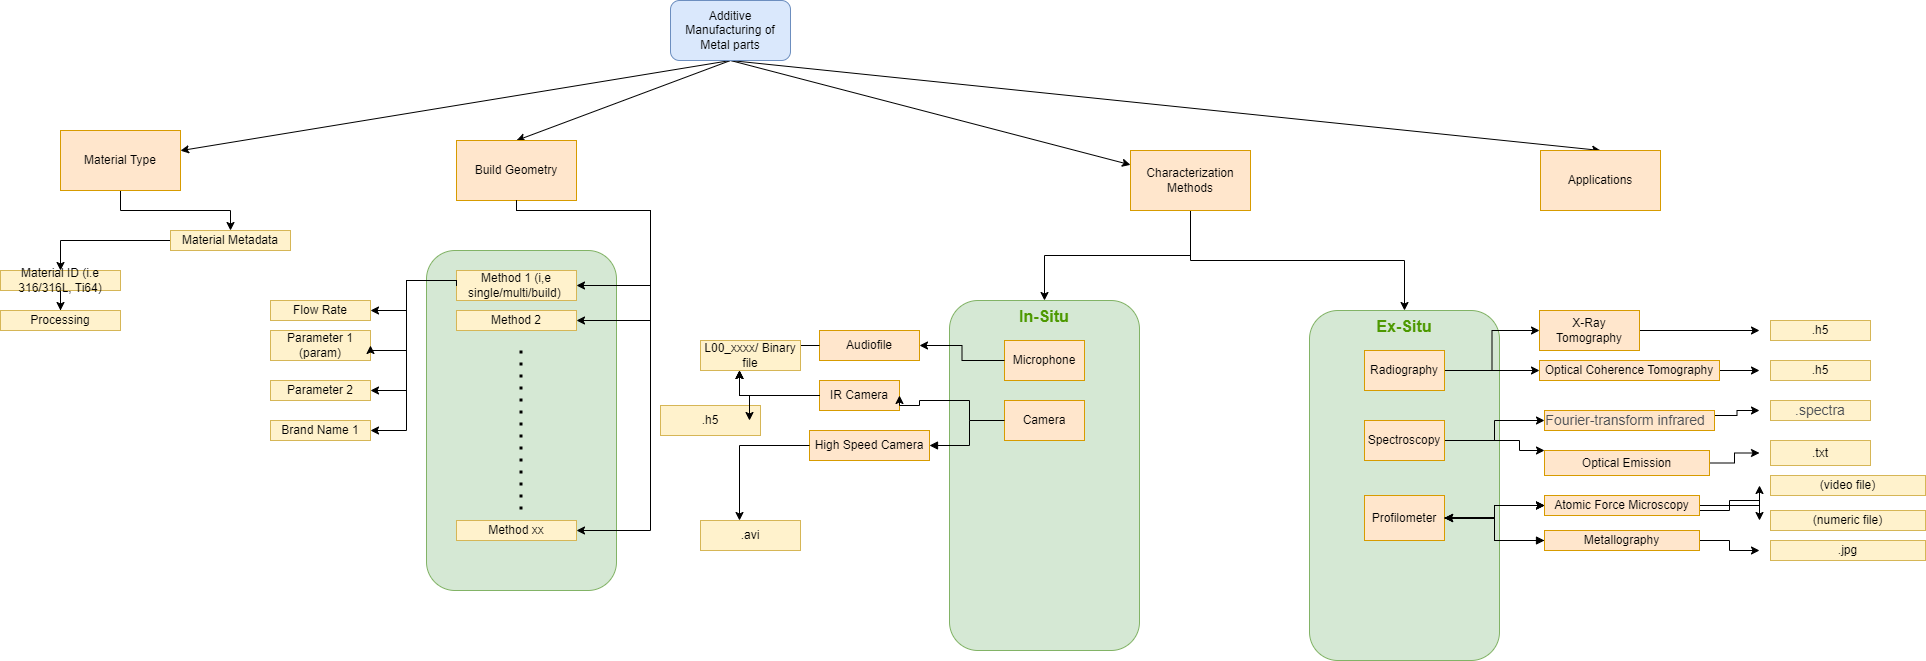 Additive
Manufacturing of
Metal parts
Material Type
Build Geometry
Characterization
Methods
Applications
Material Metadata
Material ID (i.e
316/316L, Ti64)
Processing
Method 1 (i,e
single/multi/build)
Method 2
Method xx
Flow Rate
Parameter 1
(param)
Parameter 2
Brand Name 1
In-Situ
Microphone
Camera
Audiofile
IR Camera
High Speed Camera
L00_xxxx/ Binary
file
.h5
.avi
Ex-Situ
Radiography
Spectroscopy
Profilometer
X-Ray
Tomography
Optical Coherence Tomography
Fourier-transform infrared
Optical Emission
Atomic Force Microscopy
Metallography
.h5
.h5
.spectra
.txt
(video file)
(numeric file)
.jpg